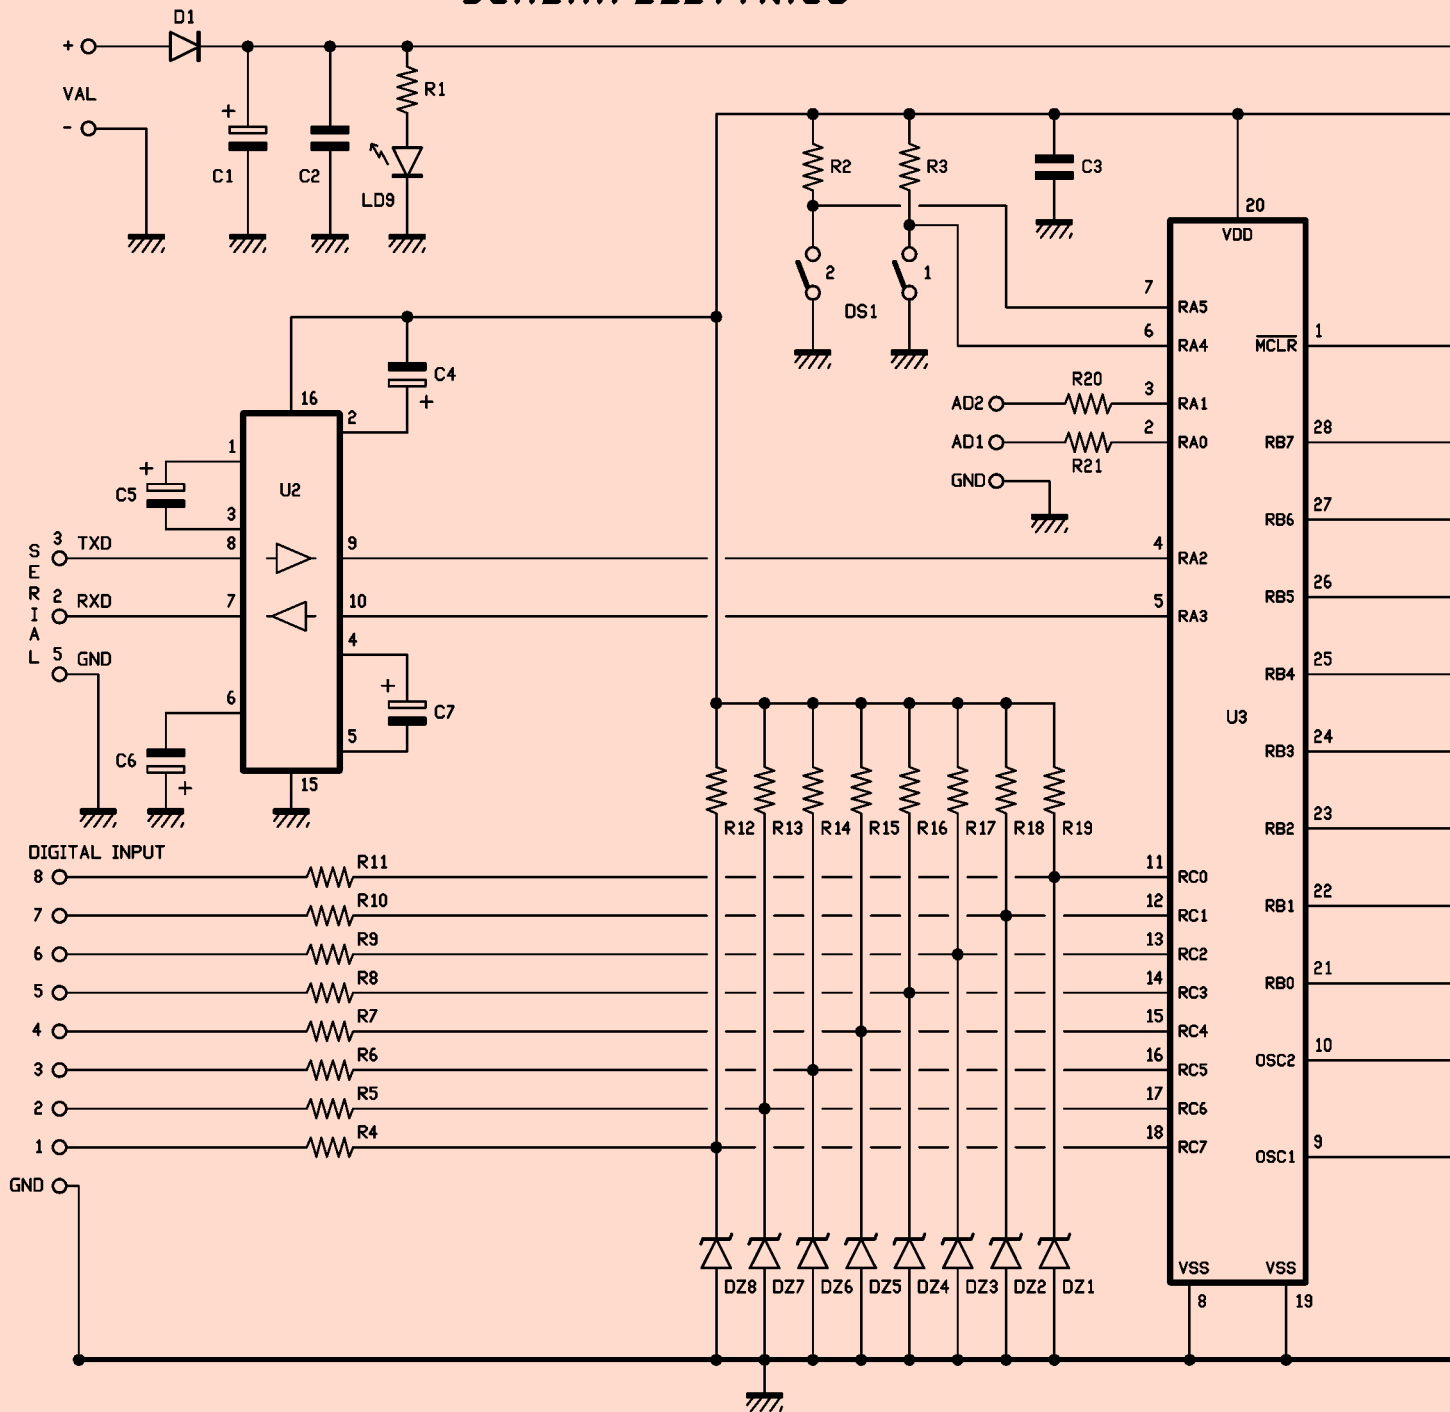 D1
+
VAL
-
+
C1
C2
R1
LD9
R2
R3
C3
2
1
DS1
20
VDD
7
RA5
6
RA4
MCLR
1
R20
AD2
3
RA1
AD1
2
RA0
R21
GND
RB7
28
RB6
27
4
RA2
RB5
26
5
RA3
RB4
25
U3
RB3
24
RB2
23
16
2
C4
+
1
+
C5
U2
3
SERIAL
3 TXD
8
9
2 RXD
7
10
5 GND
4
+
C7
6
5
C6
+
15
R12
R13
R14
R15
R16
R17
R18
R19
DIGITAL INPUT
8
R11
11
RC0
7
R10
12
RC1
RB1
22
6
R9
13
RC2
5
R8
14
RC3
RB0
21
4
R7
15
RC4
3
R6
16
RC5
OSC2
10
2
R5
17
RC6
1
R4
18
RC7
OSC1
9
GND
DZ8
DZ7
DZ6
DZ5
DZ4
DZ3
DZ2
DZ1
VSS
VSS
8
19